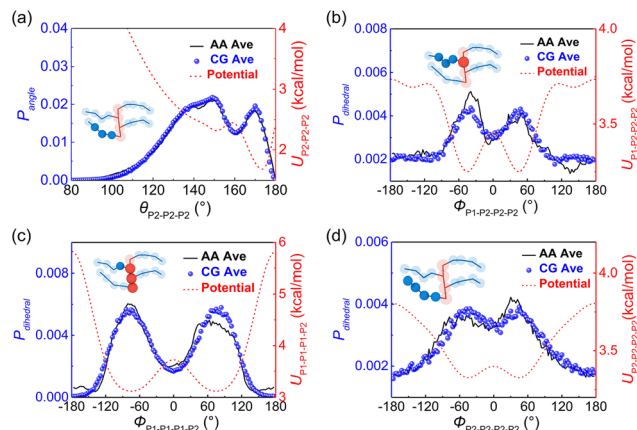 (a)
AA Ave
CG Ave
Potential
P_angle
0.04
0.03
0.02
0.01
0.00
80 100 120 140 160 180
θ_P2-P2-P2 (°)
4
3
2
U_P2-P2-P2 (kcal/mol)
(b)
AA Ave
CG Ave
Potential
P_dihedral
0.008
0.006
0.004
0.002
0.000
-180 -120 -60 0 60 120 180
Φ_P1-P2-P2-P2 (°)
4.0
3.5
U_P1-P2-P2-P2 (kcal/mol)
(c)
AA Ave
CG Ave
Potential
P_dihedral
0.008
0.004
0.000
-180 -120 -60 0 60 120 180
Φ_P1-P1-P1-P2 (°)
6
5
4
3
U_P1-P1-P1-P2 (kcal/mol)
(d)
AA Ave
CG Ave
Potential
P_dihedral
0.006
0.004
0.002
-180 -120 -60 0 60 120 180
Φ_P2-P2-P2-P2 (°)
4.0
3.5
(kcal/mol)